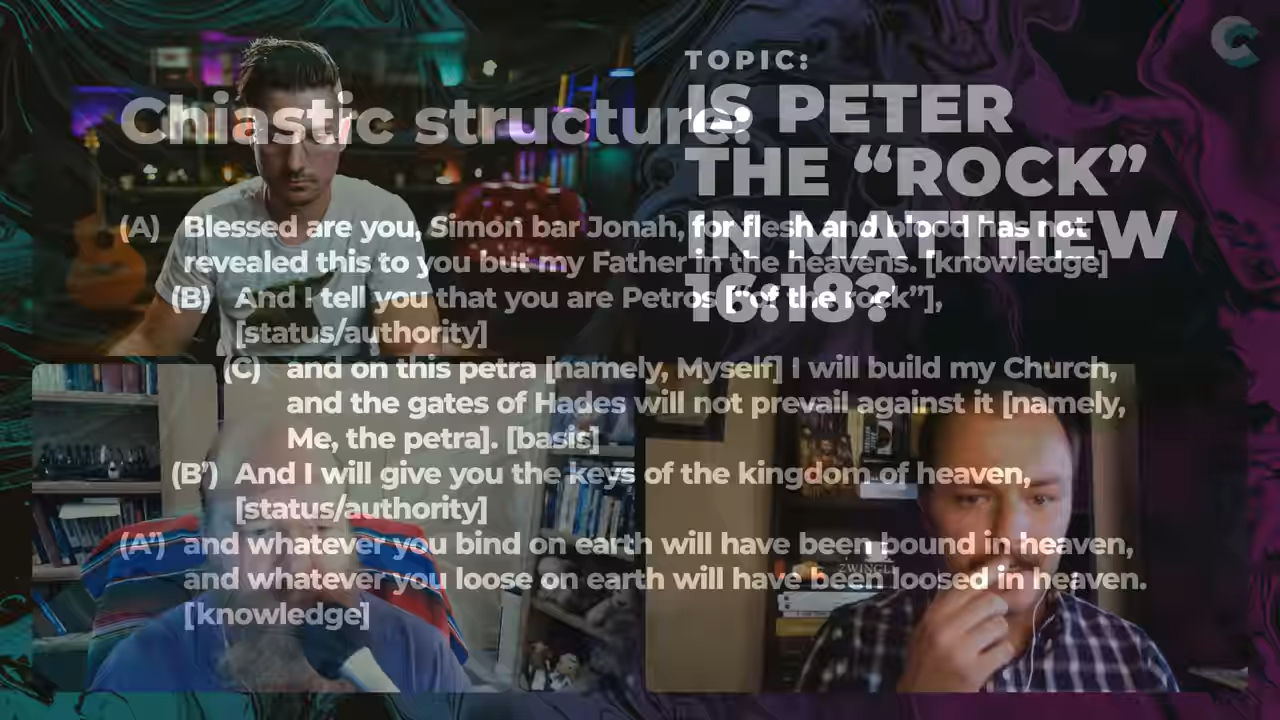 TOPIC:
IS PETER
THE “ROCK”
IN MATTHEW
16:18?
Chiastic structure:
(A) Blessed are you, Simon bar Jonah, for flesh and blood has not
revealed this to you but my Father in the heavens. [knowledge]
(B) And I tell you that you are Petros [“of the rock”],
[status/authority]
(C) and on this petra [namely, Myself] I will build my Church,
and the gates of Hades will not prevail against it [namely,
Me, the petra]. [basis]
(B’) And I will give you the keys of the kingdom of heaven,
[status/authority]
(A’) and whatever you bind on earth will have been bound in heaven,
and whatever you loose on earth will have been loosed in heaven.
[knowledge]
ZWINGLI